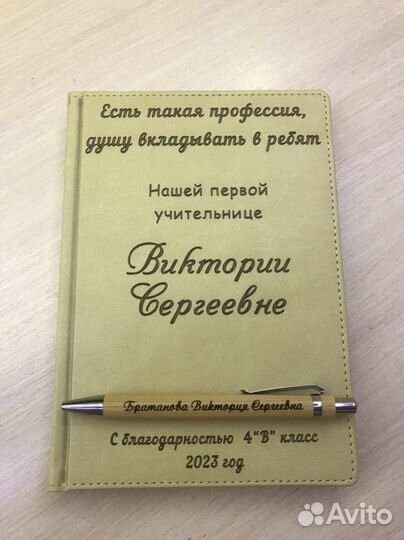 Есть такая профессия,
душу вкладывать в ребят
Нашей первой
учительнице
Виктории
Сергеевне
Братанова Виктория Сергеевна
С благодарностью 4"В" класс
2023 год
Avito